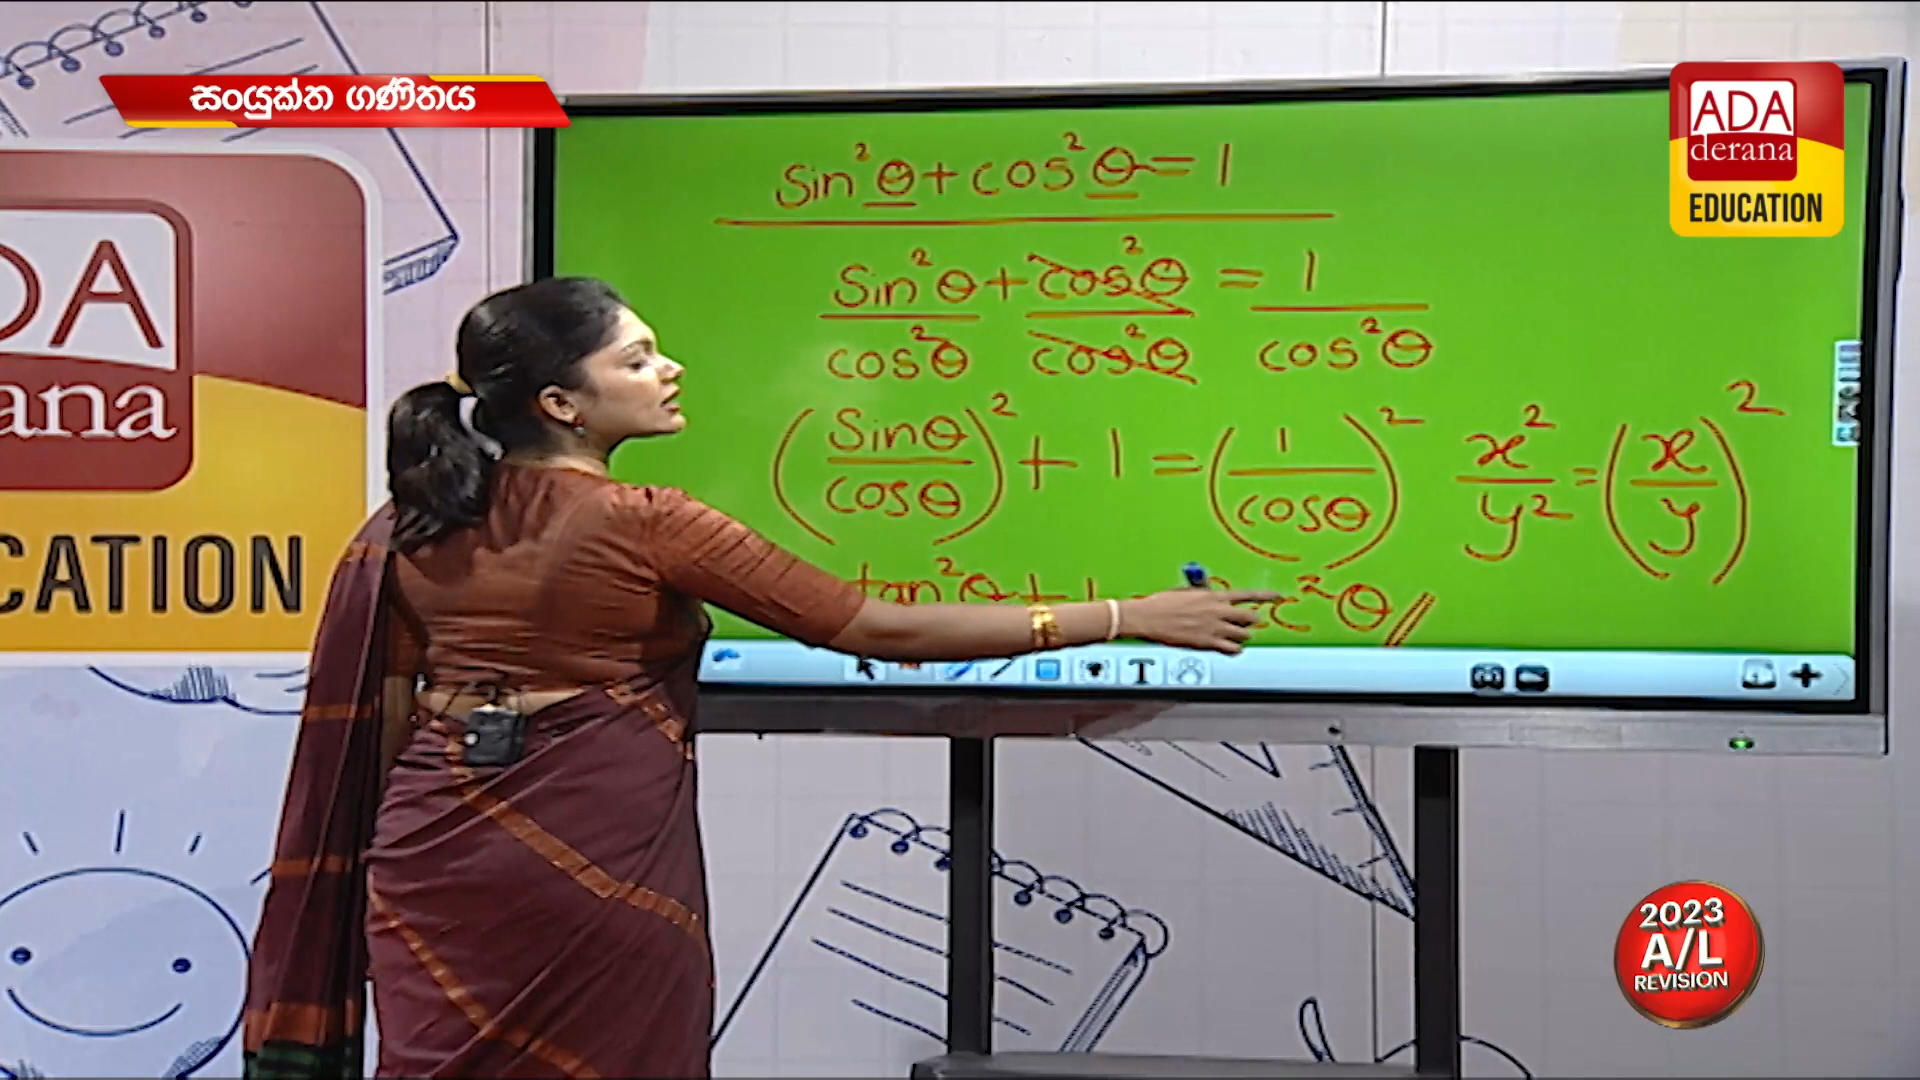 සංයුක්ත ගණිතය
ADA
derana
EDUCATION
DA
ana
CATION
sin²θ + cos²θ = 1
sin²θ/cos²θ + cos²θ/cos²θ = 1/cos²θ
(sinθ/cosθ)² + 1 = (1/cosθ)² x²/y² = (x/y)²
tan²θ + 1 θ//
T
2023
A/L
REVISION